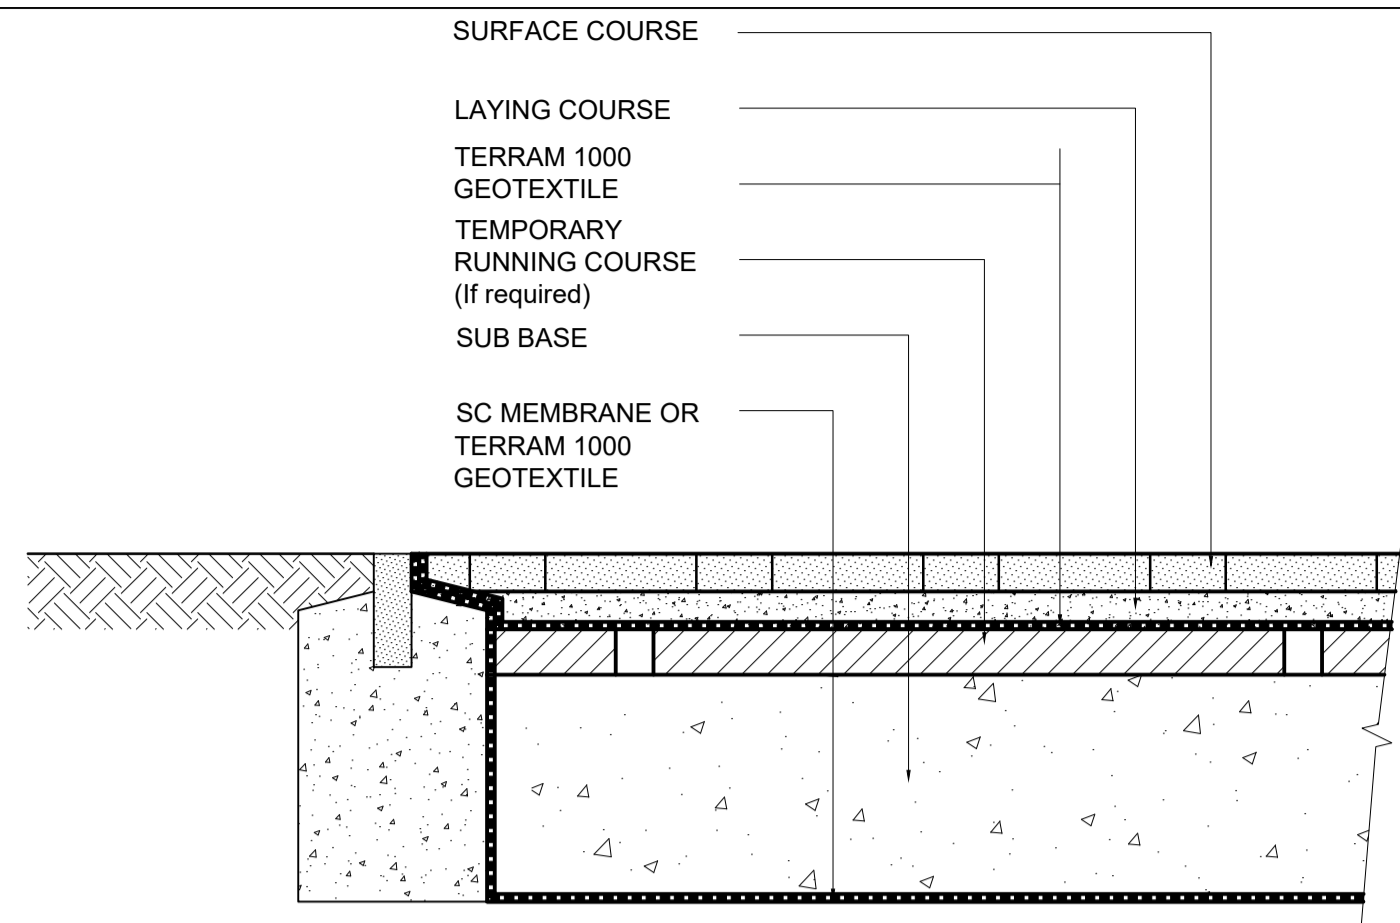 SURFACE COURSE
LAYING COURSE
TERRAM 1000
GEOTEXTILE
TEMPORARY
RUNNING COURSE
(If required)
SUB BASE
SC MEMBRANE OR
TERRAM 1000
GEOTEXTILE